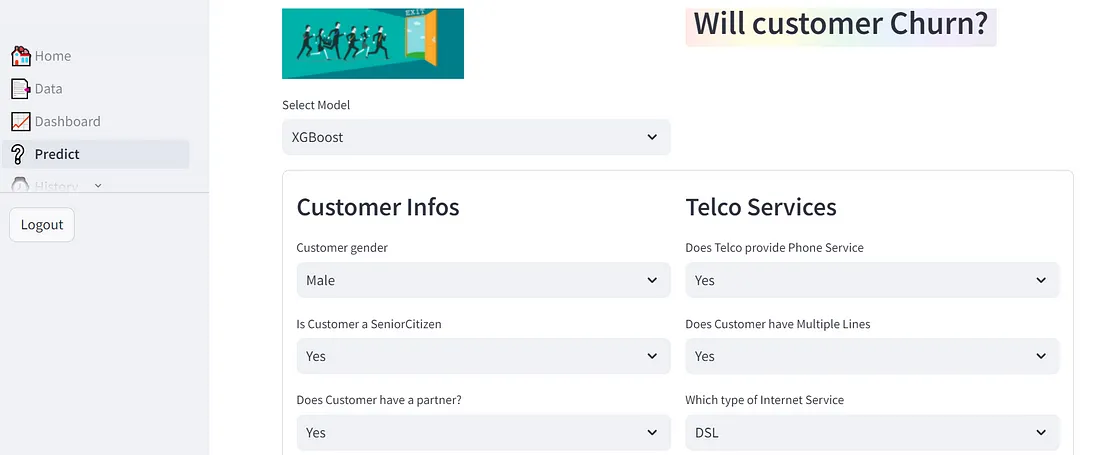 Home
Data
Dashboard
Predict
History
Logout
EXIT
Will customer Churn?
Select Model
XGBoost
Customer Infos
Customer gender
Male
Is Customer a SeniorCitizen
Yes
Does Customer have a partner?
Yes
Telco Services
Does Telco provide Phone Service
Yes
Does Customer have Multiple Lines
Yes
Which type of Internet Service
DSL